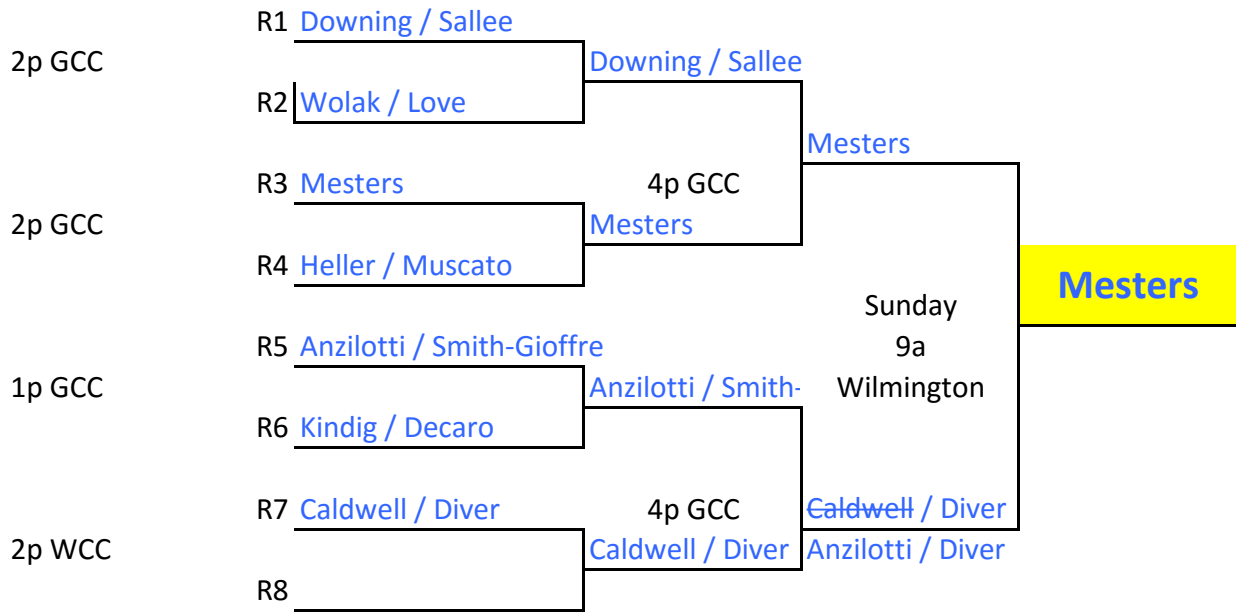 R1 Downing / Sallee
2p GCC
Downing / Sallee
R2 Wolak / Love
Mesters
R3 Mesters
4p GCC
2p GCC
Mesters
R4 Heller / Muscato
Mesters
Sunday
R5 Anzilotti / Smith-Gioffre
9a
1p GCC
Anzilotti / Smith-
Wilmington
R6 Kindig / Decaro
R7 Caldwell / Diver
4p GCC
Caldwell / Diver
2p WCC
Caldwell / Diver
Anzilotti / Diver
R8